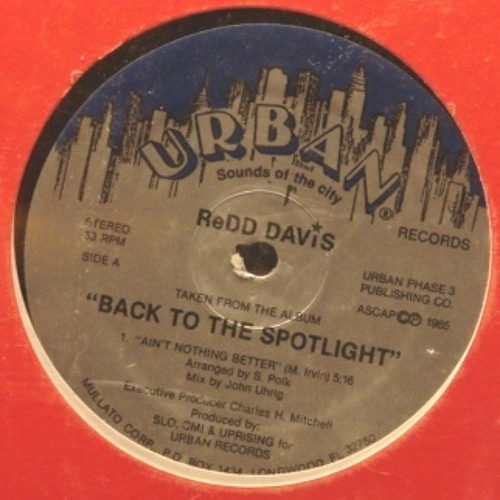 URBAN®
Sounds of the city
RECORDS
ReDD DAViS
STEREO
33 RPM
SIDE A
URBAN PHASE 3
PUBLISHING CO.
ASCAP Ⓒ Ⓟ 1985
TAKEN FROM THE ALBUM
"BACK TO THE SPOTLIGHT"
1. "AIN'T NOTHING BETTER" (M. Irvin) 5:16
Arranged by S. Polk
Mix by John Uhrig
Executive Producer Charles H. Mitchell
Produced by:
SLO, CMI & UPRISING for
URBAN RECORDS
MULLATO CORP. P.O. BOX 1434, LONGWOOD, FL 32750